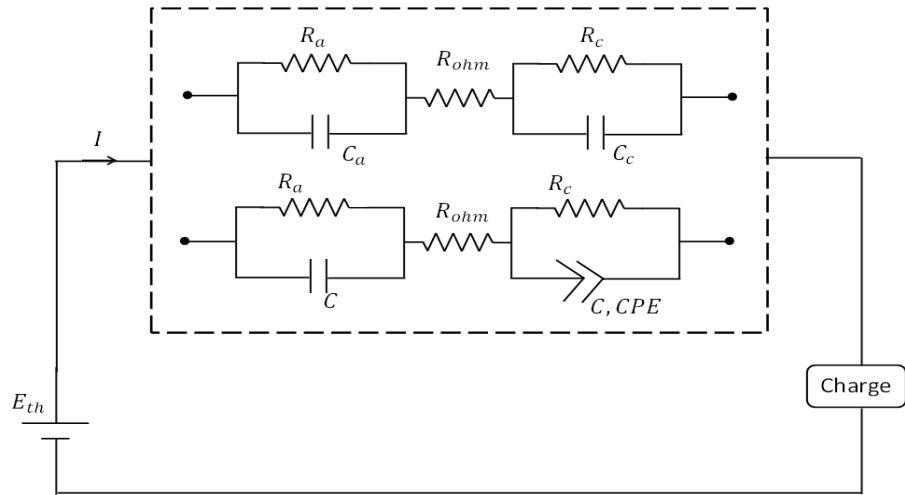 R_a
R_ohm
R_c
C_a
C_c
I
R_a
R_ohm
R_c
C
C, CPE
E_th
Charge